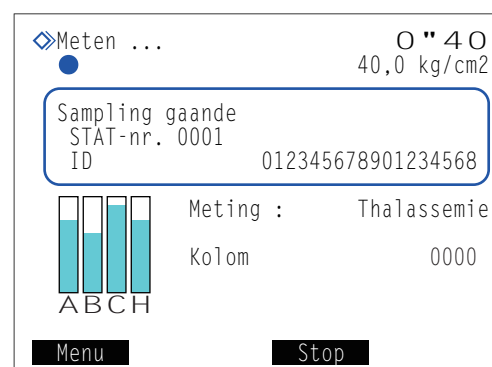 Meten ... 0"40
40,0 kg/cm2
Sampling gaande
STAT-nr. 0001
ID 012345678901234568
Meting : Thalassemie
Kolom 0000
ABCH
Menu Stop